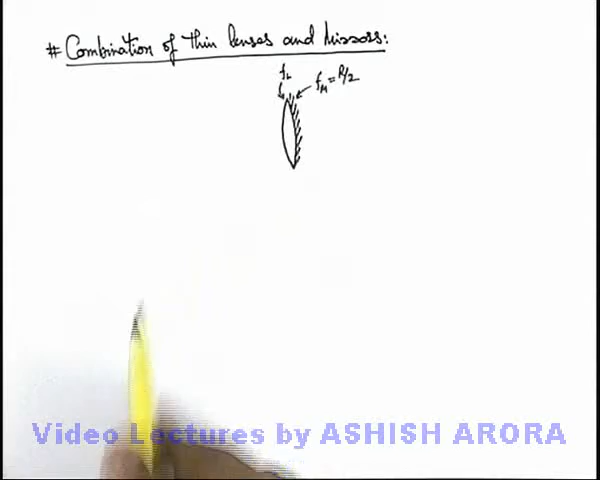 # Combination of thin lenses and Mirrors:
fL
fM = R/2
Video Lectures by ASHISH ARORA